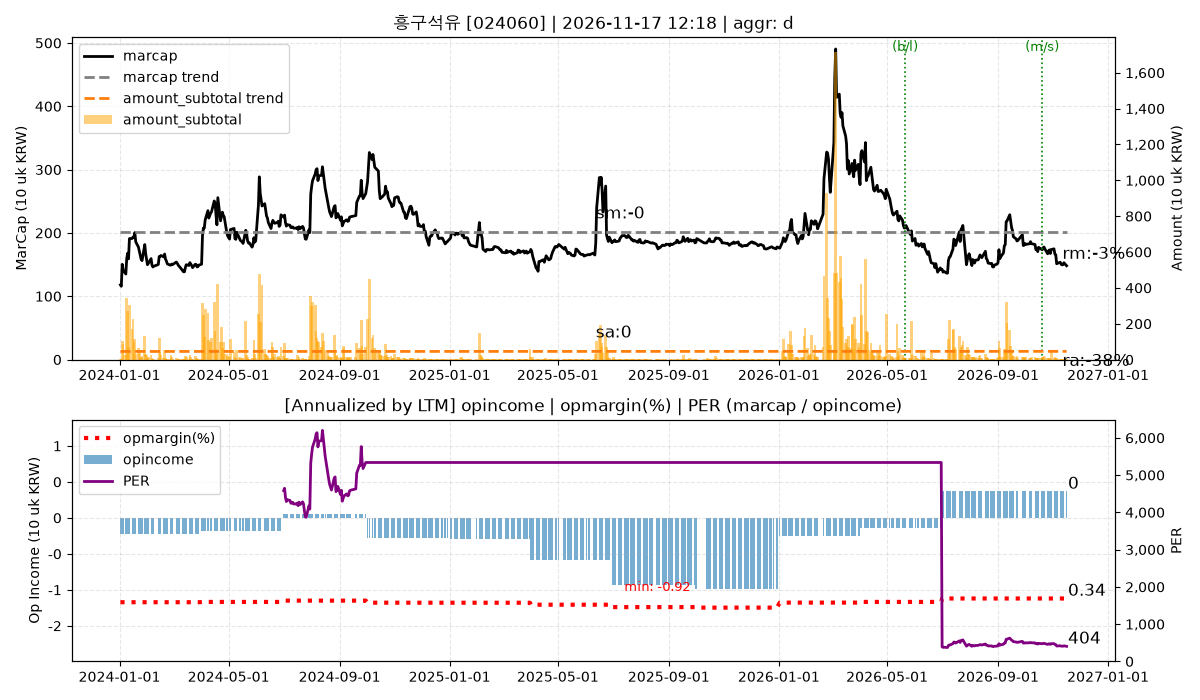 흥구석유 [024060] | 2026-11-17 12:18 | aggr: d
500
400
300
200
100
0
MarCap (10 uk KRW)
marcap
marcap trend
amount_subtotal trend
amount_subtotal
(b/l)
(m/s)
sm:-0
sa:0
rm:-3%
ra:-38%
1,600
1,400
1,200
1,000
800
600
400
200
0
Amount (10 uk KRW)
2024-01-01 2024-05-01 2024-09-01 2025-01-01 2025-05-01 2025-09-01 2026-01-01 2026-05-01 2026-09-01 2027-01-01
[Annualized by LTM] opincome | opmargin(%) | PER (marcap / opincome)
1
0
0
-0
-1
-2
Op Income (10 uk KRW)
opmargin(%)
opincome
PER
min: -0.92
0
0.34
404
6,000
5,000
4,000
3,000
2,000
1,000
0
PER
2024-01-01 2024-05-01 2024-09-01 2025-01-01 2025-05-01 2025-09-01 2026-01-01 2026-05-01 2026-09-01 2027-01-01